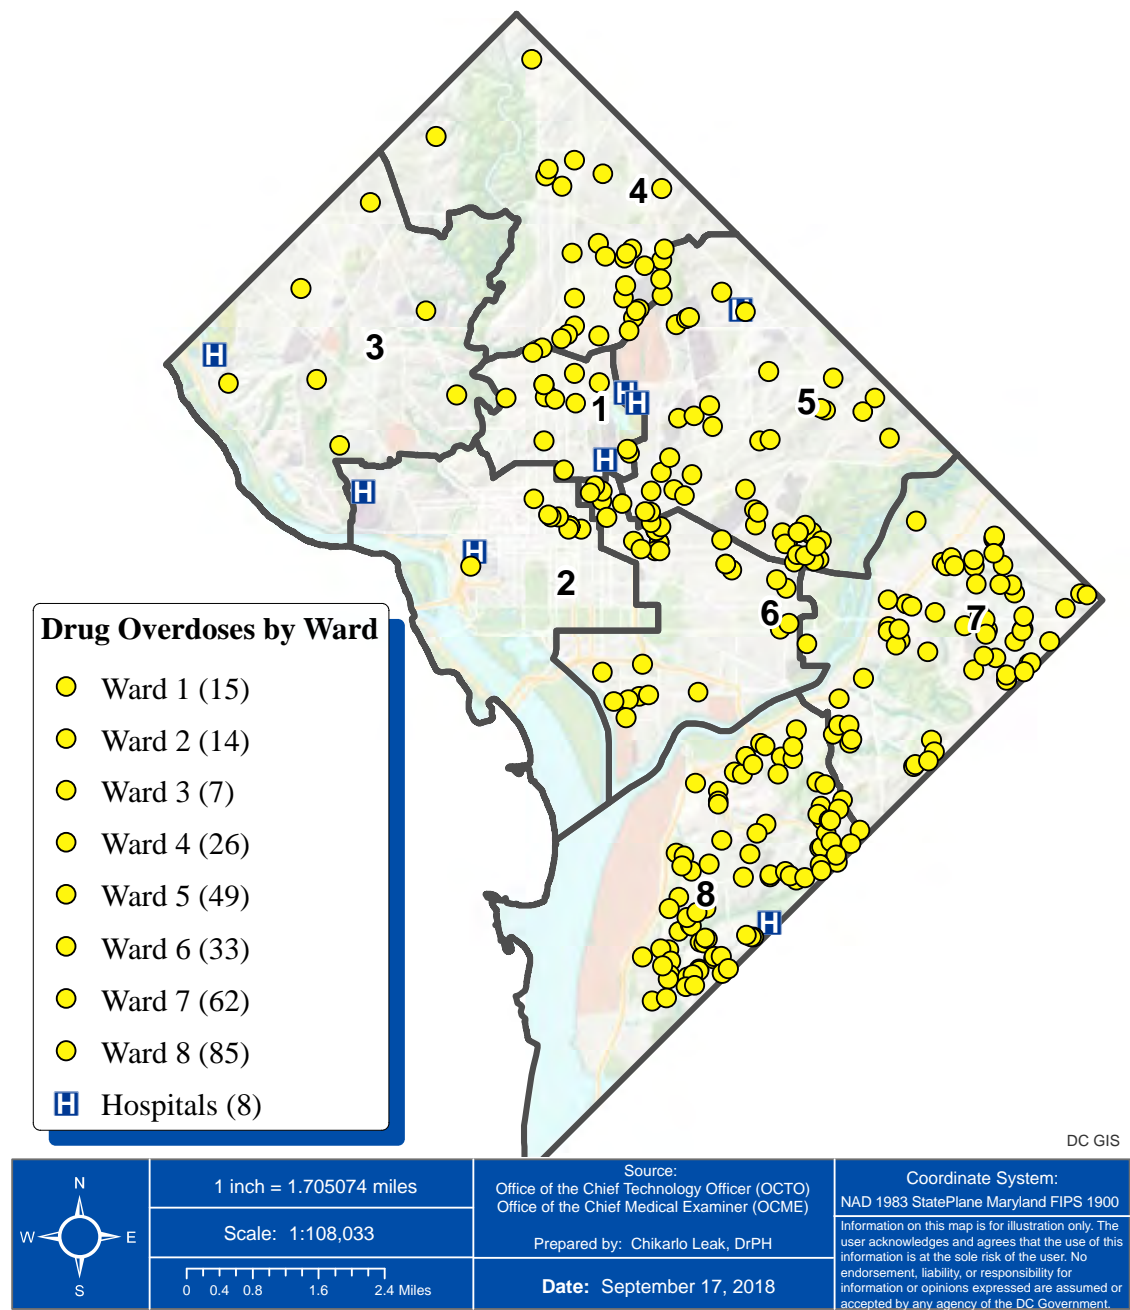 4
3
5
1
2
6
7
8
H
H
H
H
H
H
H
H
Drug Overdoses by Ward
Ward 1 (15)
Ward 2 (14)
Ward 3 (7)
Ward 4 (26)
Ward 5 (49)
Ward 6 (33)
Ward 7 (62)
Ward 8 (85)
H Hospitals (8)
DC GIS
N
W E
S
1 inch = 1.705074 miles
Scale: 1:108,033
0 0.4 0.8 1.6 2.4 Miles
Source:
Office of the Chief Technology Officer (OCTO)
Office of the Chief Medical Examiner (OCME)
Prepared by: Chikarlo Leak, DrPH
Date: September 17, 2018
Coordinate System:
NAD 1983 StatePlane Maryland FIPS 1900
Information on this map is for illustration only. The
user acknowledges and agrees that the use of this
information is at the sole risk of the user. No
endorsement, liability, or responsibility for
information or opinions expressed are assumed or
accepted by any agency of the DC Government.